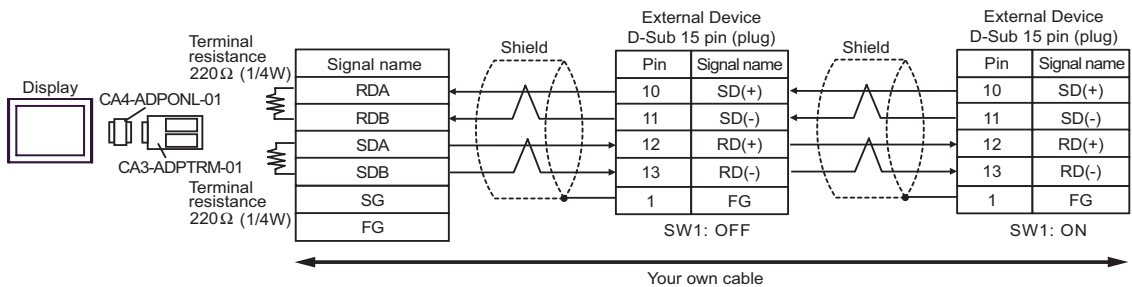 Display
CA4-ADPONL-01
CA3-ADPTRM-01
Terminal
resistance
220Ω (1/4W)
Terminal
resistance
220Ω (1/4W)
Signal name
RDA
RDB
SDA
SDB
SG
FG
Shield
External Device
D-Sub 15 pin (plug)
Pin Signal name
10 SD(+)
11 SD(-)
12 RD(+)
13 RD(-)
1 FG
SW1: OFF
Shield
External Device
D-Sub 15 pin (plug)
Pin Signal name
10 SD(+)
11 SD(-)
12 RD(+)
13 RD(-)
1 FG
SW1: ON
Your own cable